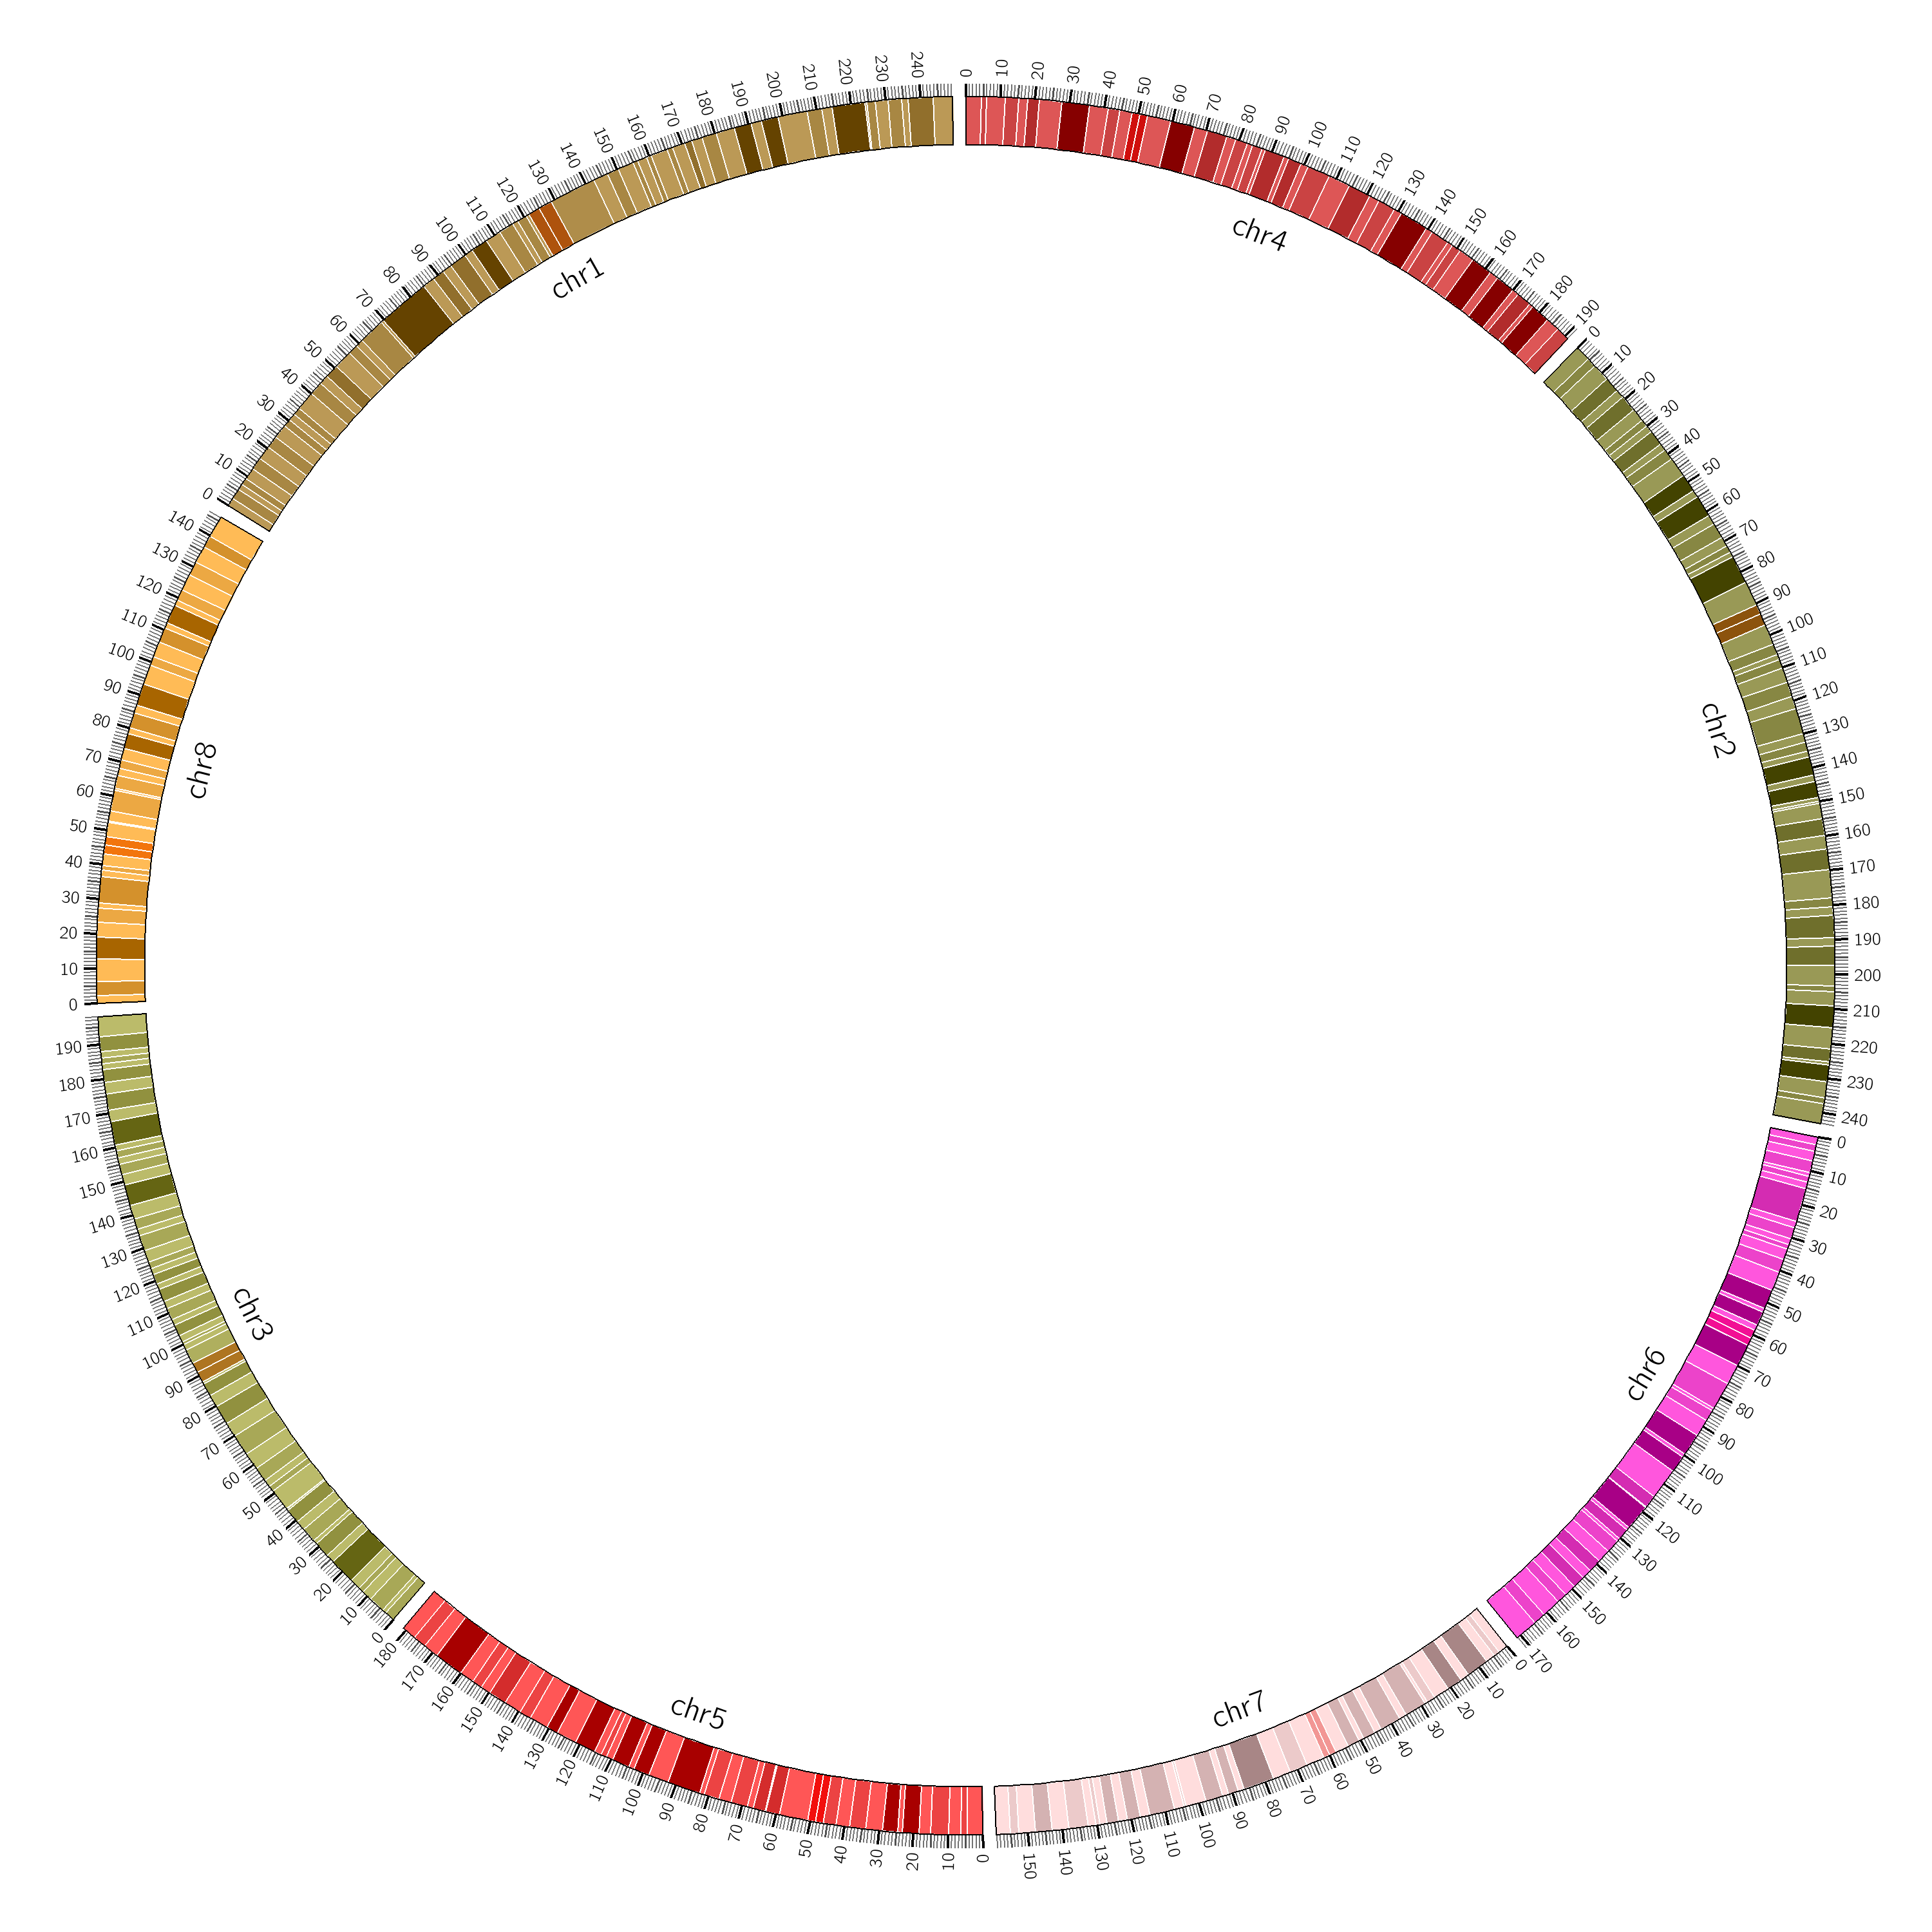 chr4
0 10 20 30 40 50 60 70 80 90 100 110 120 130 140 150 160 170 180 190
chr2
0 10 20 30 40 50 60 70 80 90 100 110 120 130 140 150 160 170 180 190 200 210 220 230 240
chr6
0 10 20 30 40 50 60 70 80 90 100 110 120 130 140 150 160 170
chr7
0 10 20 30 40 50 60 70 80 90 100 110 120 130 140 150
chr5
0 10 20 30 40 50 60 70 80 90 100 110 120 130 140 150 160 170 180
chr3
0 10 20 30 40 50 60 70 80 90 100 110 120 130 140 150 160 170 180 190
chr8
0 10 20 30 40 50 60 70 80 90 100 110 120 130 140
chr1
0 10 20 30 40 50 60 70 80 90 100 110 120 130 140 150 160 170 180 190 200 210 220 230 240